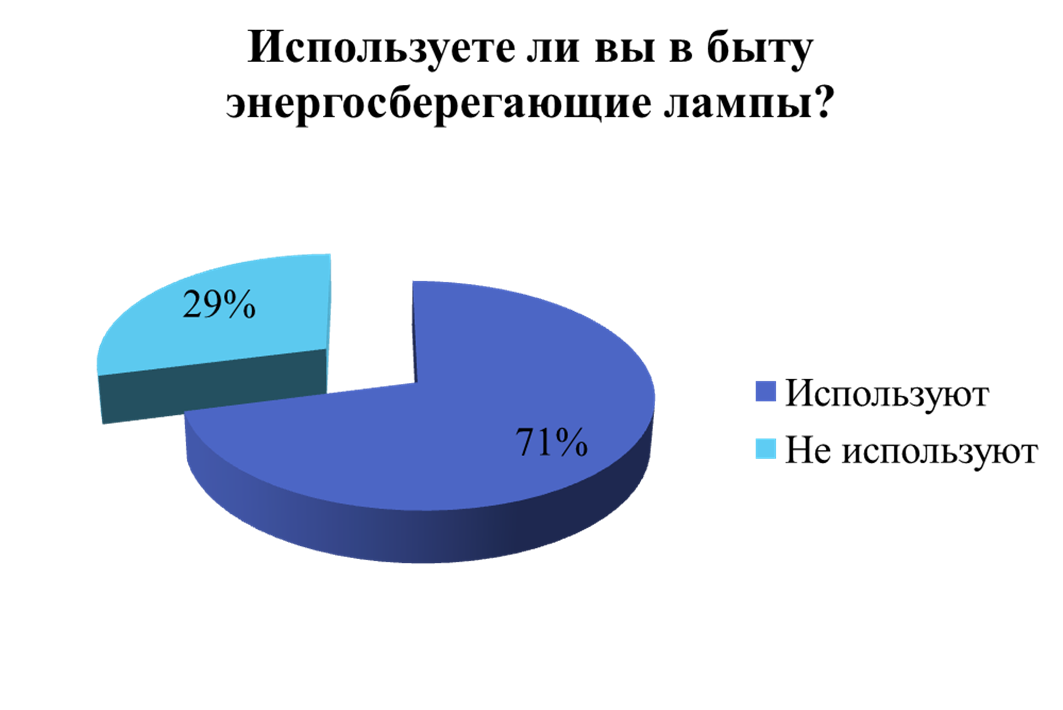 Используете ли вы в быту
энергосберегающие лампы?
29%
71%
Используют
Не используют